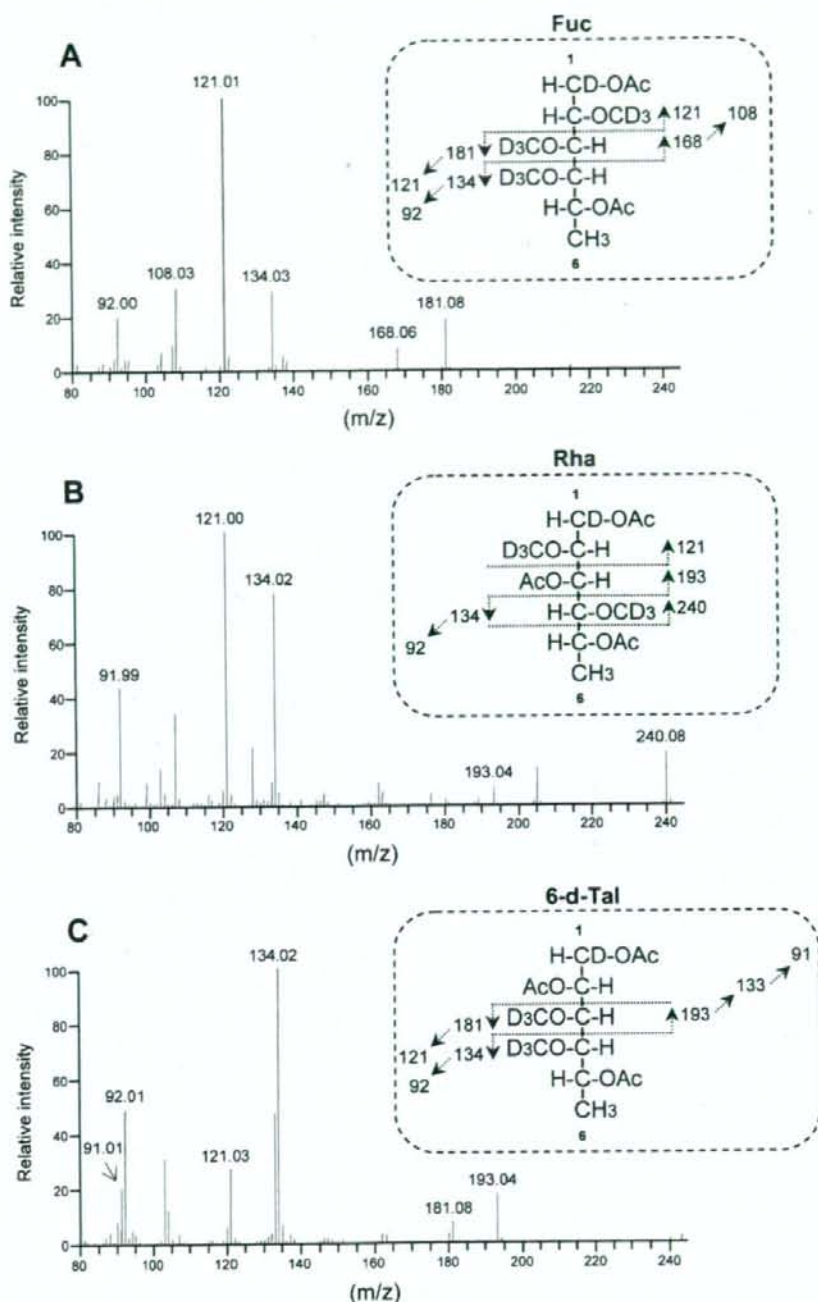 A
Fuc
1
H-CD-OAc
H-C-OCD3 121
D3CO-C-H 168 108
181
121
D3CO-C-H
134
92
H-C-OAc
CH3
6
121.01
92.00
108.03
134.03
168.06
181.08
Relative intensity
100
80
60
40
20
0
80 100 120 140 160 180 200 220 240
(m/z)
B
Rha
1
H-CD-OAc
D3CO-C-H 121
AcO-C-H 193
H-C-OCD3 240
134
92
H-C-OAc
CH3
6
121.00
134.02
91.99
193.04
240.08
Relative intensity
100
80
60
40
20
0
80 100 120 140 160 180 200 220 240
(m/z)
C
6-d-Tal
1
H-CD-OAc
AcO-C-H
D3CO-C-H 193 133 91
181
121
D3CO-C-H
134
92
H-C-OAc
CH3
6
134.02
92.01
91.01
121.03
181.08
193.04
Relative intensity
100
80
60
40
20
0
80 100 120 140 160 180 200 220 240
(m/z)